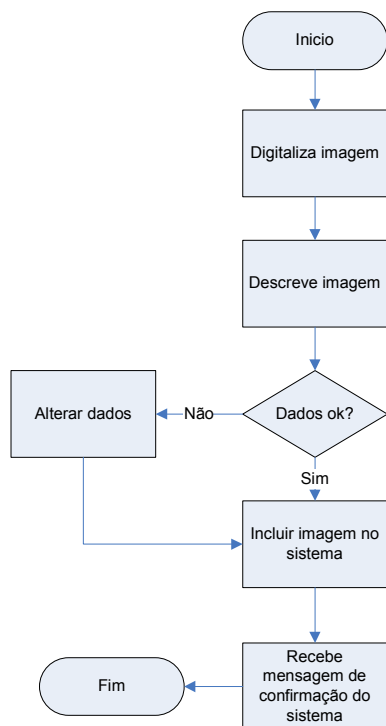 Inicio
Digitaliza imagem
Descreve imagem
Dados ok?
Não
Alterar dados
Sim
Incluir imagem no
sistema
Recebe
mensagem de
confirmação do
sistema
Fim